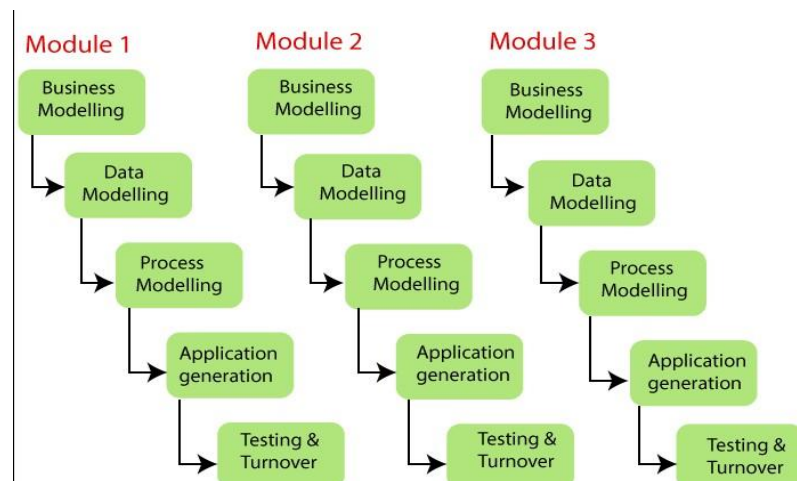 Module 1
Module 2
Module 3
Business
Modelling
Business
Modelling
Business
Modelling
Data
Modelling
Data
Modelling
Data
Modelling
Process
Modelling
Process
Modelling
Process
Modelling
Application
generation
Application
generation
Application
generation
Testing &
Turnover
Testing &
Turnover
Testing &
Turnover